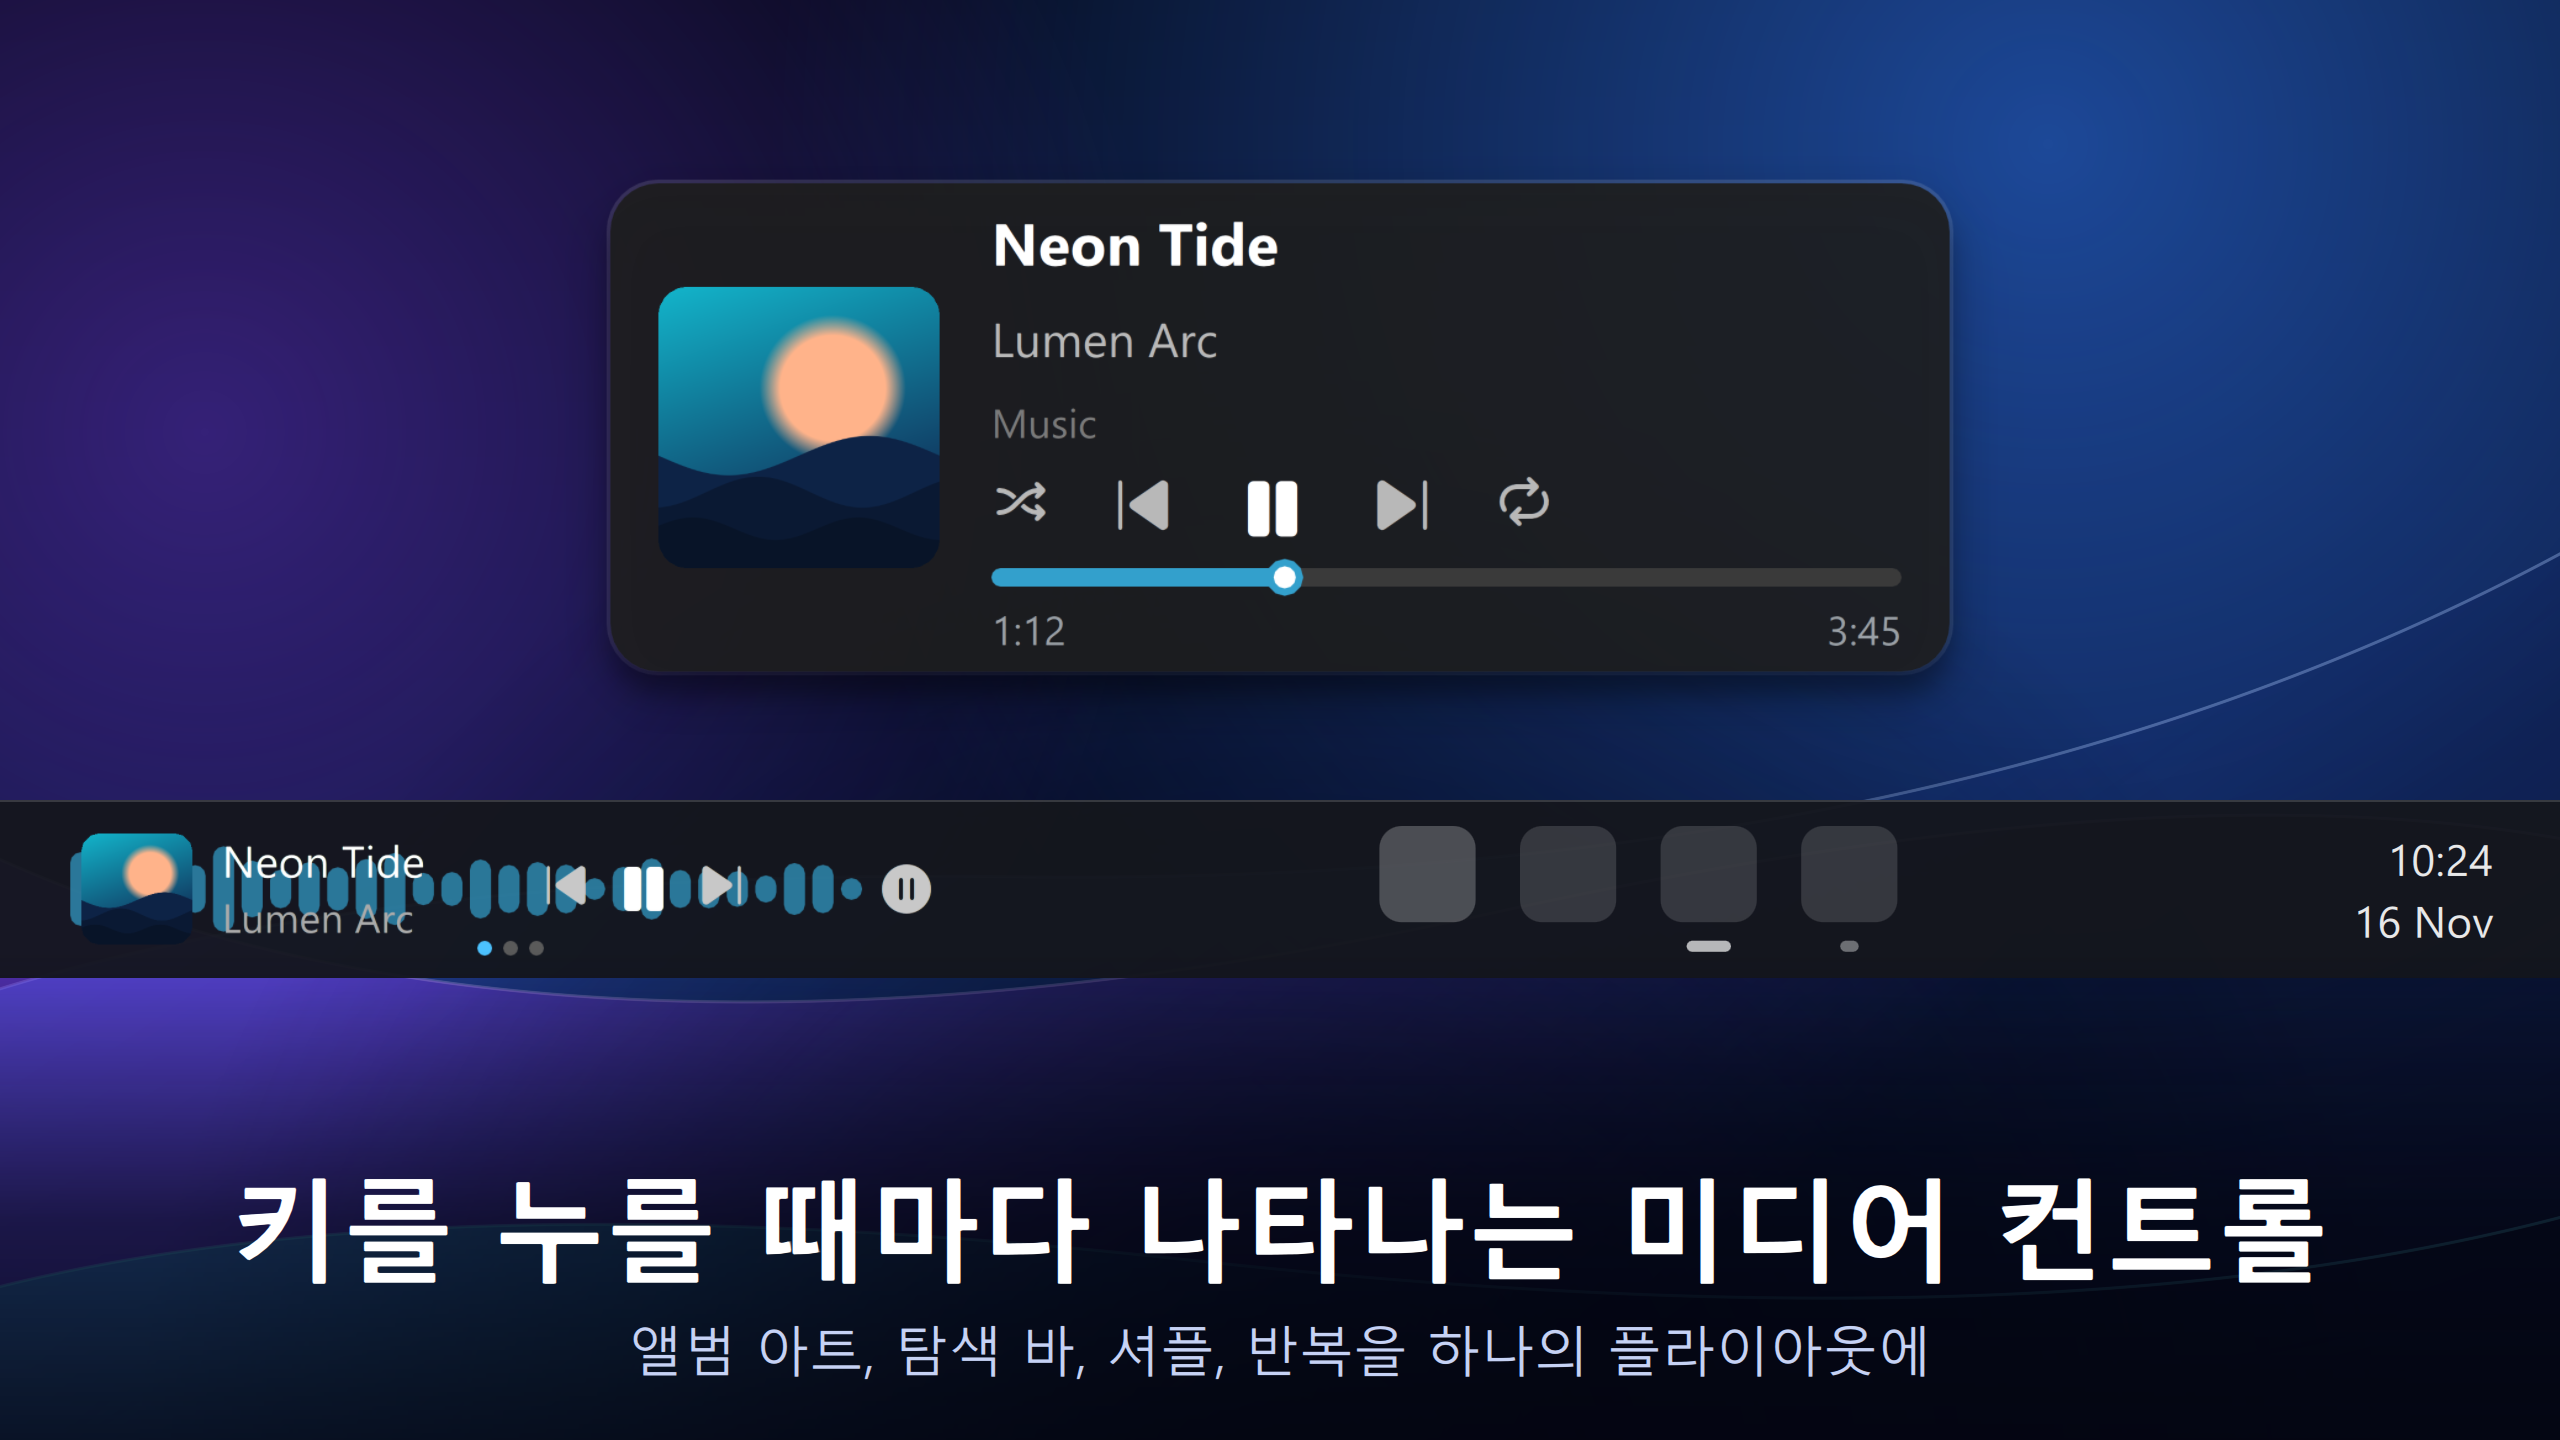 Neon Tide
Lumen Arc
Music
1:12
3:45
Neon Tide
Lumen Arc
10:24
16 Nov
키를 누를 때마다 나타나는 미디어 컨트롤
앨범 아트, 탐색 바, 셔플, 반복을 하나의 플라이아웃에